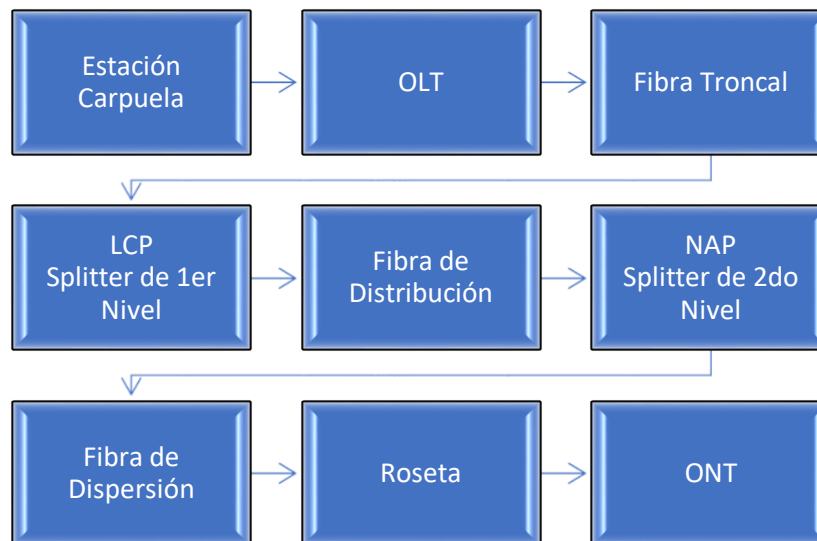 Estación
Carpuela
OLT
Fibra Troncal
LCP
Splitter de 1er
Nivel
Fibra de
Distribución
NAP
Splitter de 2do
Nivel
Fibra de
Dispersión
Roseta
ONT